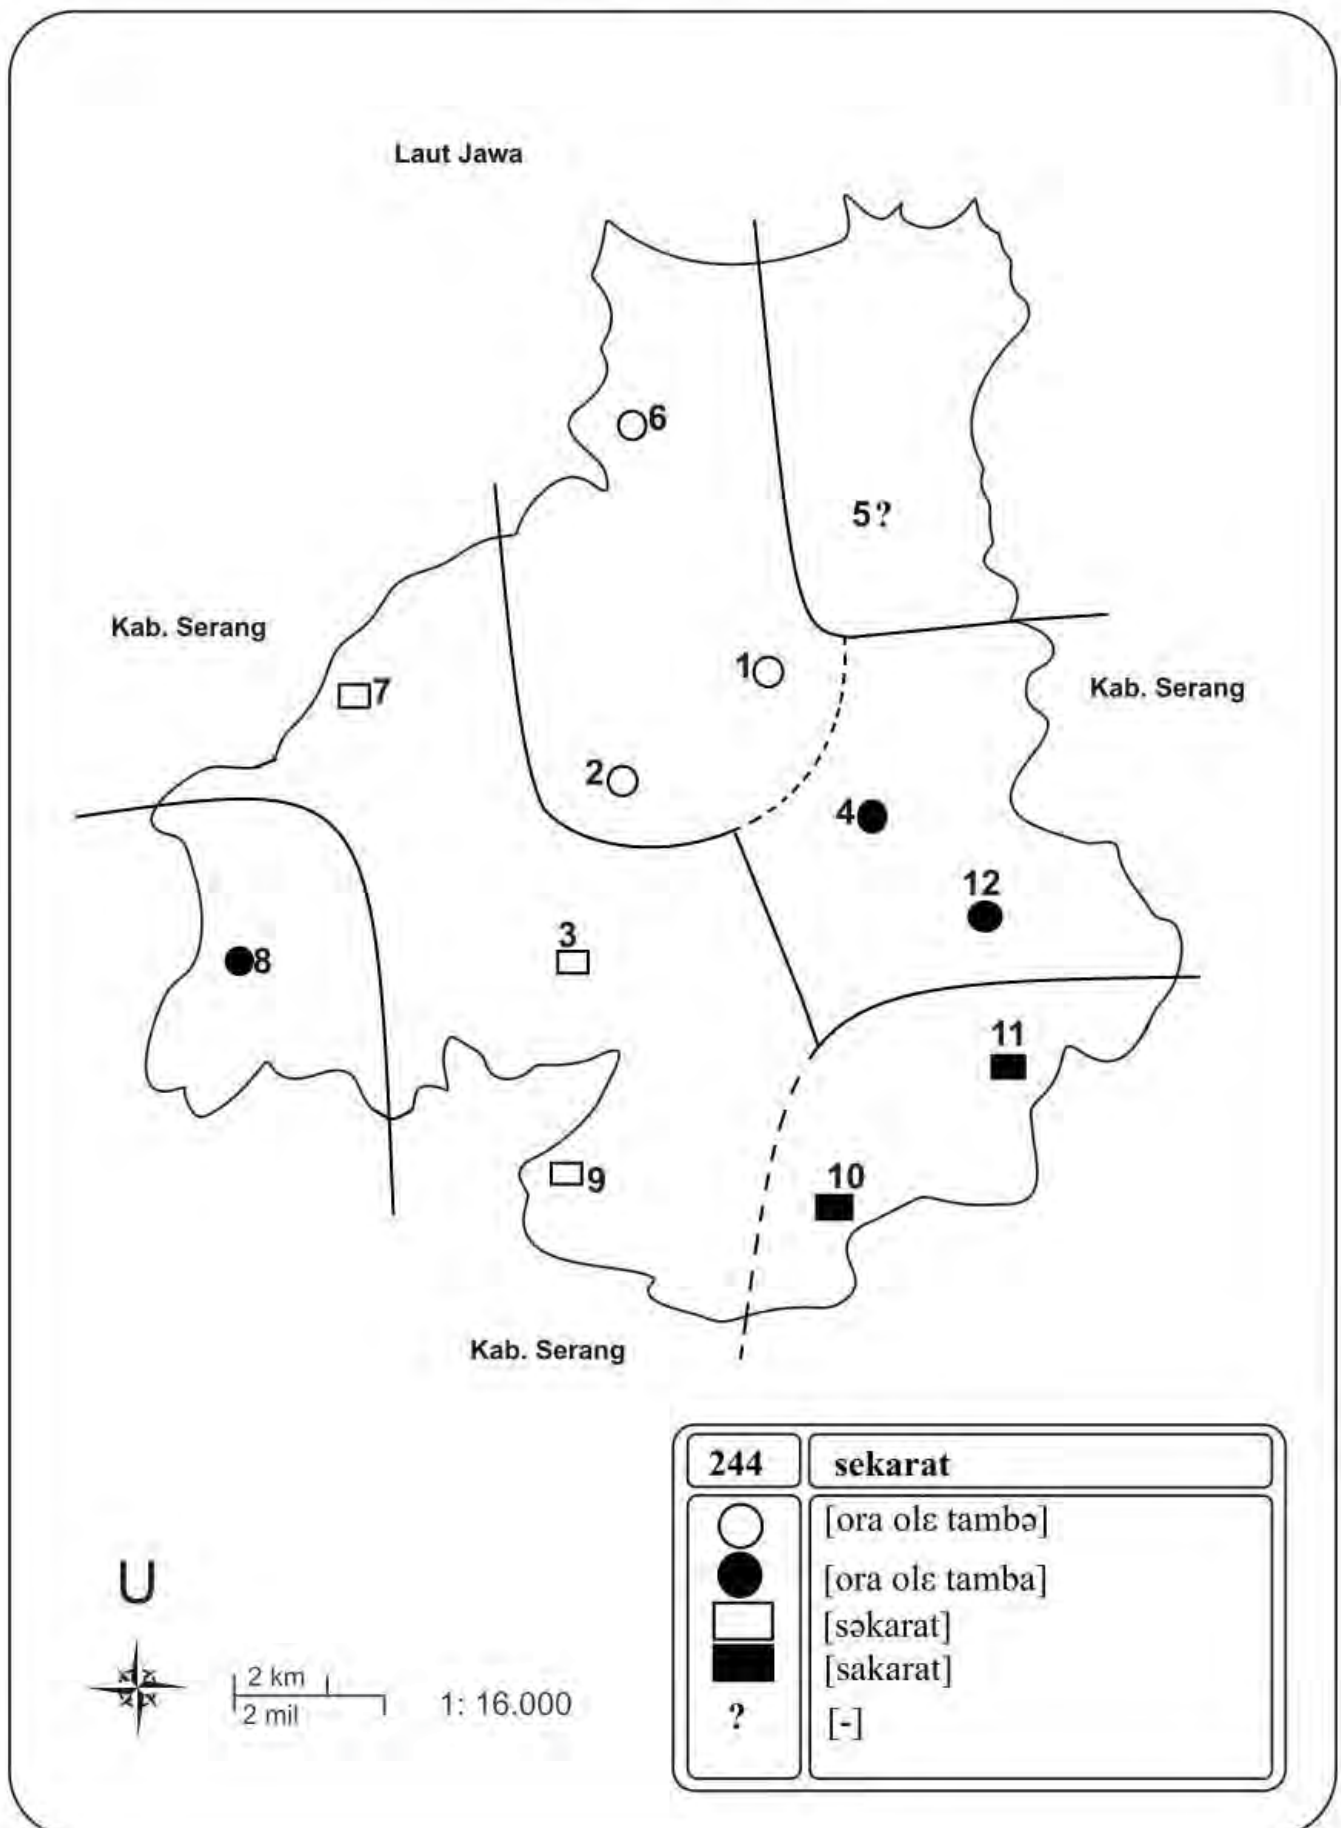 Laut Jawa
6
5?
Kab. Serang
1
7
Kab. Serang
2
4
12
3
8
11
10
9
Kab. Serang
244 sekarat
[ora olɛ tambə]
[ora olɛ tamba]
[səkarat]
[sakarat]
? [-]
U
2 km
2 mil
1: 16.000